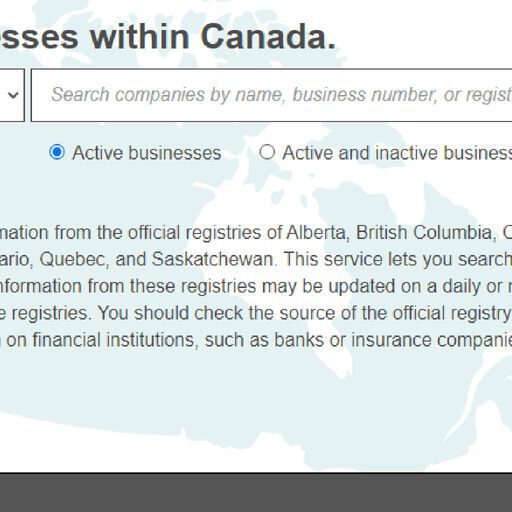 esses within Canada.
Search companies by name, business number, or regist
Active businesses Active and inactive business
mation from the official registries of Alberta, British Columbia, C
ario, Quebec, and Saskatchewan. This service lets you search
nformation from these registries may be updated on a daily or r
e registries. You should check the source of the official registry
n on financial institutions, such as banks or insurance companie